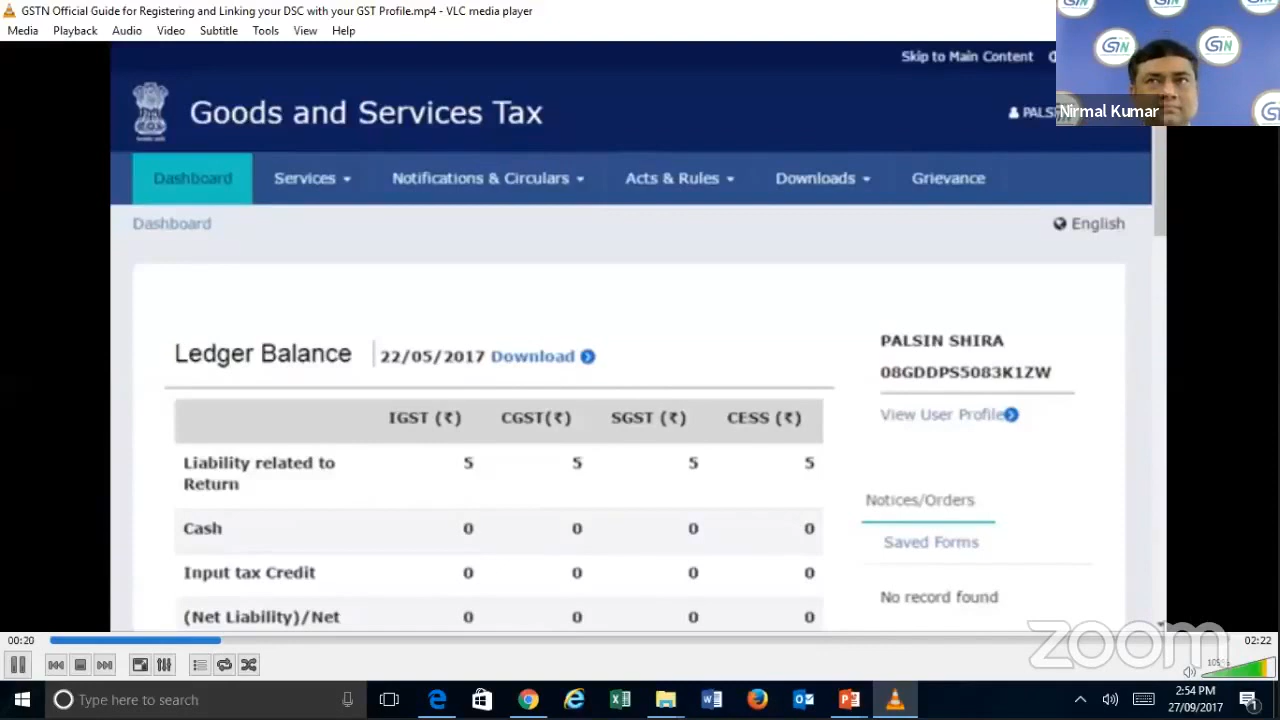 GSTN Official Guide for Registering and Linking your DSC with your GST Profile.mp4 - VLC media player
Media Playback Audio Video Subtitle Tools View Help
Skip to Main Content
Goods and Services Tax
Nirmal Kumar
Dashboard Services Notifications & Circulars Acts & Rules Downloads Grievance
Dashboard English
Ledger Balance 22/05/2017 Download
PALSIN SHIRA
08GDDPS5083K1ZW
View User Profile
IGST (₹) CGST(₹) SGST (₹) CESS (₹)
Liability related to
Return 5 5 5 5
Cash 0 0 0 0
Input tax Credit 0 0 0 0
(Net Liability)/Net 0 0 0 0
Notices/Orders
Saved Forms
No record found
zoom
00:20 02:22
Type here to search
2:54 PM
27/09/2017